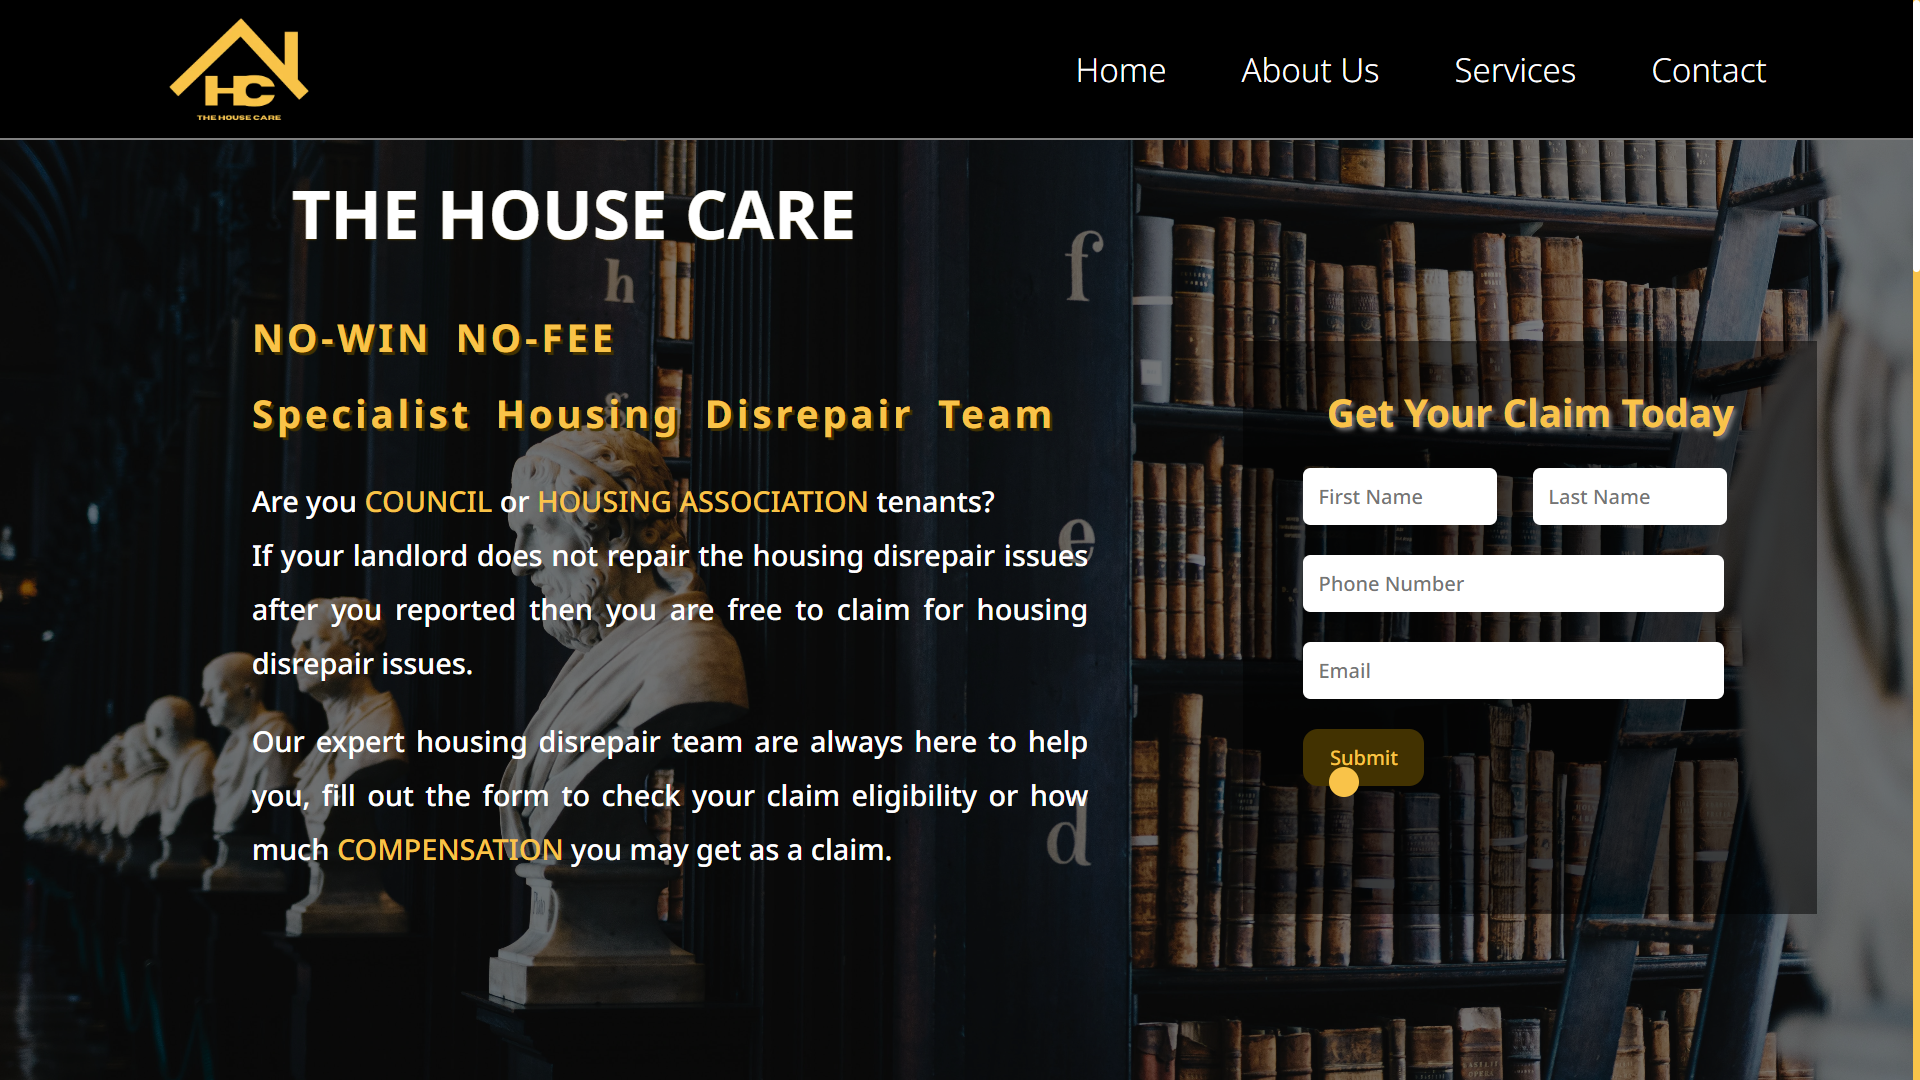 HC
THE HOUSE CARE
Home
About Us
Services
Contact
THE HOUSE CARE
h
f
NO-WIN NO-FEE
Specialist Housing Disrepair Team
Get Your Claim Today
Are you COUNCIL or HOUSING ASSOCIATION tenants?
If your landlord does not repair the housing disrepair issues
after you reported then you are free to claim for housing
disrepair issues.
e
First Name
Last Name
Phone Number
Email
Our expert housing disrepair team are always here to help
you, fill out the form to check your claim eligibility or how
much COMPENSATION you may get as a claim.
Submit
d